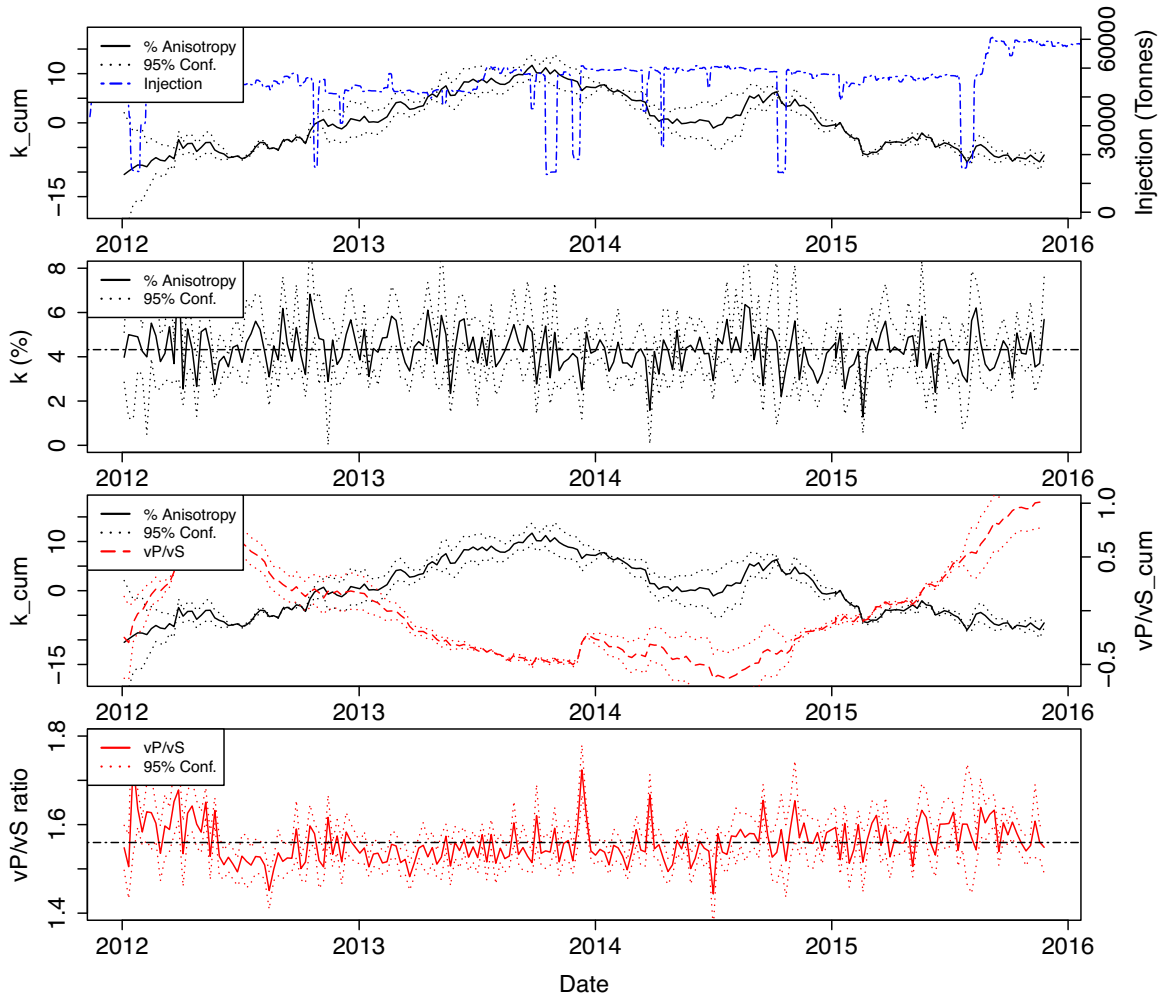 % Anisotropy
95% Conf.
Injection
k_cum
−15
0
10
Injection (Tonnes)
0
30000
60000
2012
2013
2014
2015
2016
% Anisotropy
95% Conf.
k (%)
0
2
4
6
8
2012
2013
2014
2015
2016
% Anisotropy
95% Conf.
vP/vS
k_cum
−15
0
10
vP/vS_cum
−0.5
0.5
1.0
2012
2013
2014
2015
2016
vP/vS
95% Conf.
vP/vS ratio
1.4
1.6
1.8
2012
2013
2014
2015
2016
Date